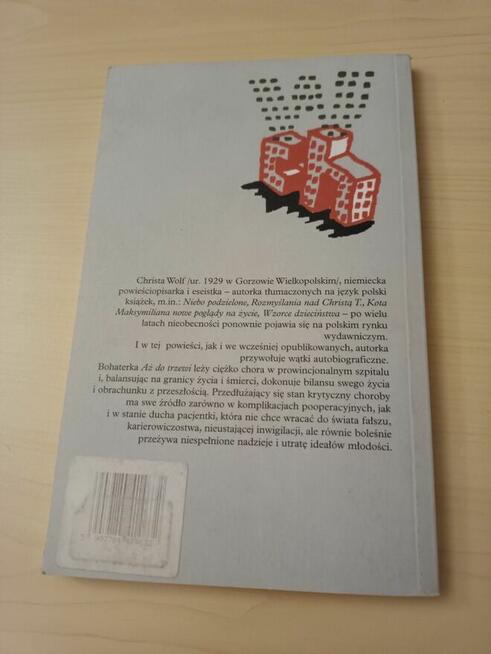 Christa Wolf /ur. 1929 w Gorzowie Wielkopolskim/, niemiecka
powieściopisarka i eseistka – autorka tłumaczonych na język polski
książek, m.in.: Niebo podzielone, Rozmyślania nad Christą T., Kota
Maksymiliana nowe poglądy na życie, Wzorce dzieciństwa – po wielu
latach nieobecności ponownie pojawia się na polskim rynku
wydawniczym.
I w tej powieści, jak i we wcześniej opublikowanych, autorka
przywołuje wątki autobiograficzne.
Bohaterka Aż do trzewi leży ciężko chora w prowincjonalnym szpitalu
i, balansując na granicy życia i śmierci, dokonuje bilansu swego życia
i obrachunku z przeszłością. Przedłużający się stan krytyczny choroby
ma swe źródło zarówno w komplikacjach pooperacyjnych, jak
i w stanie ducha pacjentki, która nie chce wracać do świata fałszu,
karierowiczostwa, nieustającej inwigilacji, ale równie boleśnie
przeżywa niespełnione nadzieje i utratę ideałów młodości.